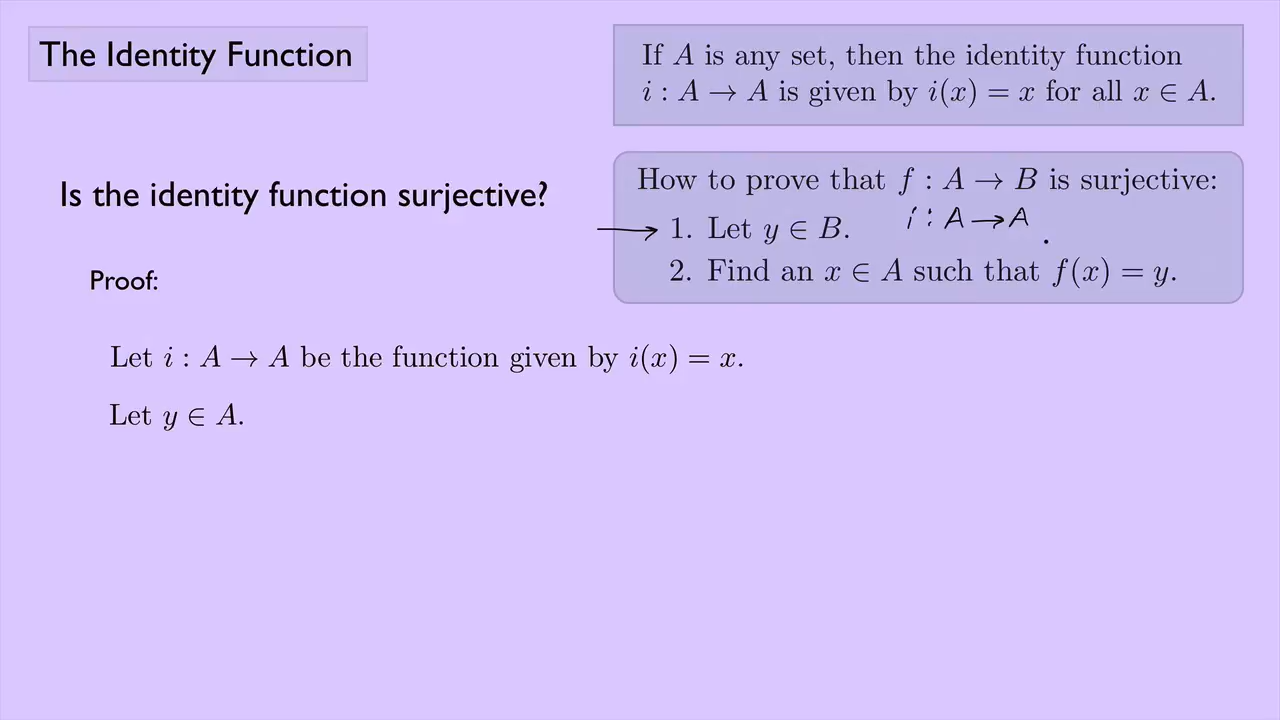 The Identity Function
If A is any set, then the identity function
i : A → A is given by i(x) = x for all x ∈ A.
Is the identity function surjective?
How to prove that f : A → B is surjective:
1. Let y ∈ B.
i : A → A
2. Find an x ∈ A such that f(x) = y.
Proof:
Let i : A → A be the function given by i(x) = x.
Let y ∈ A.